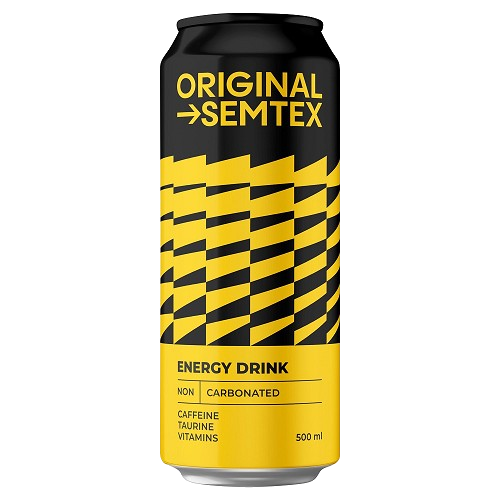 ORIGINAL
→SEMTEX
ENERGY DRINK
NON CARBONATED
CAFFEINE
TAURINE
VITAMINS 500 ml